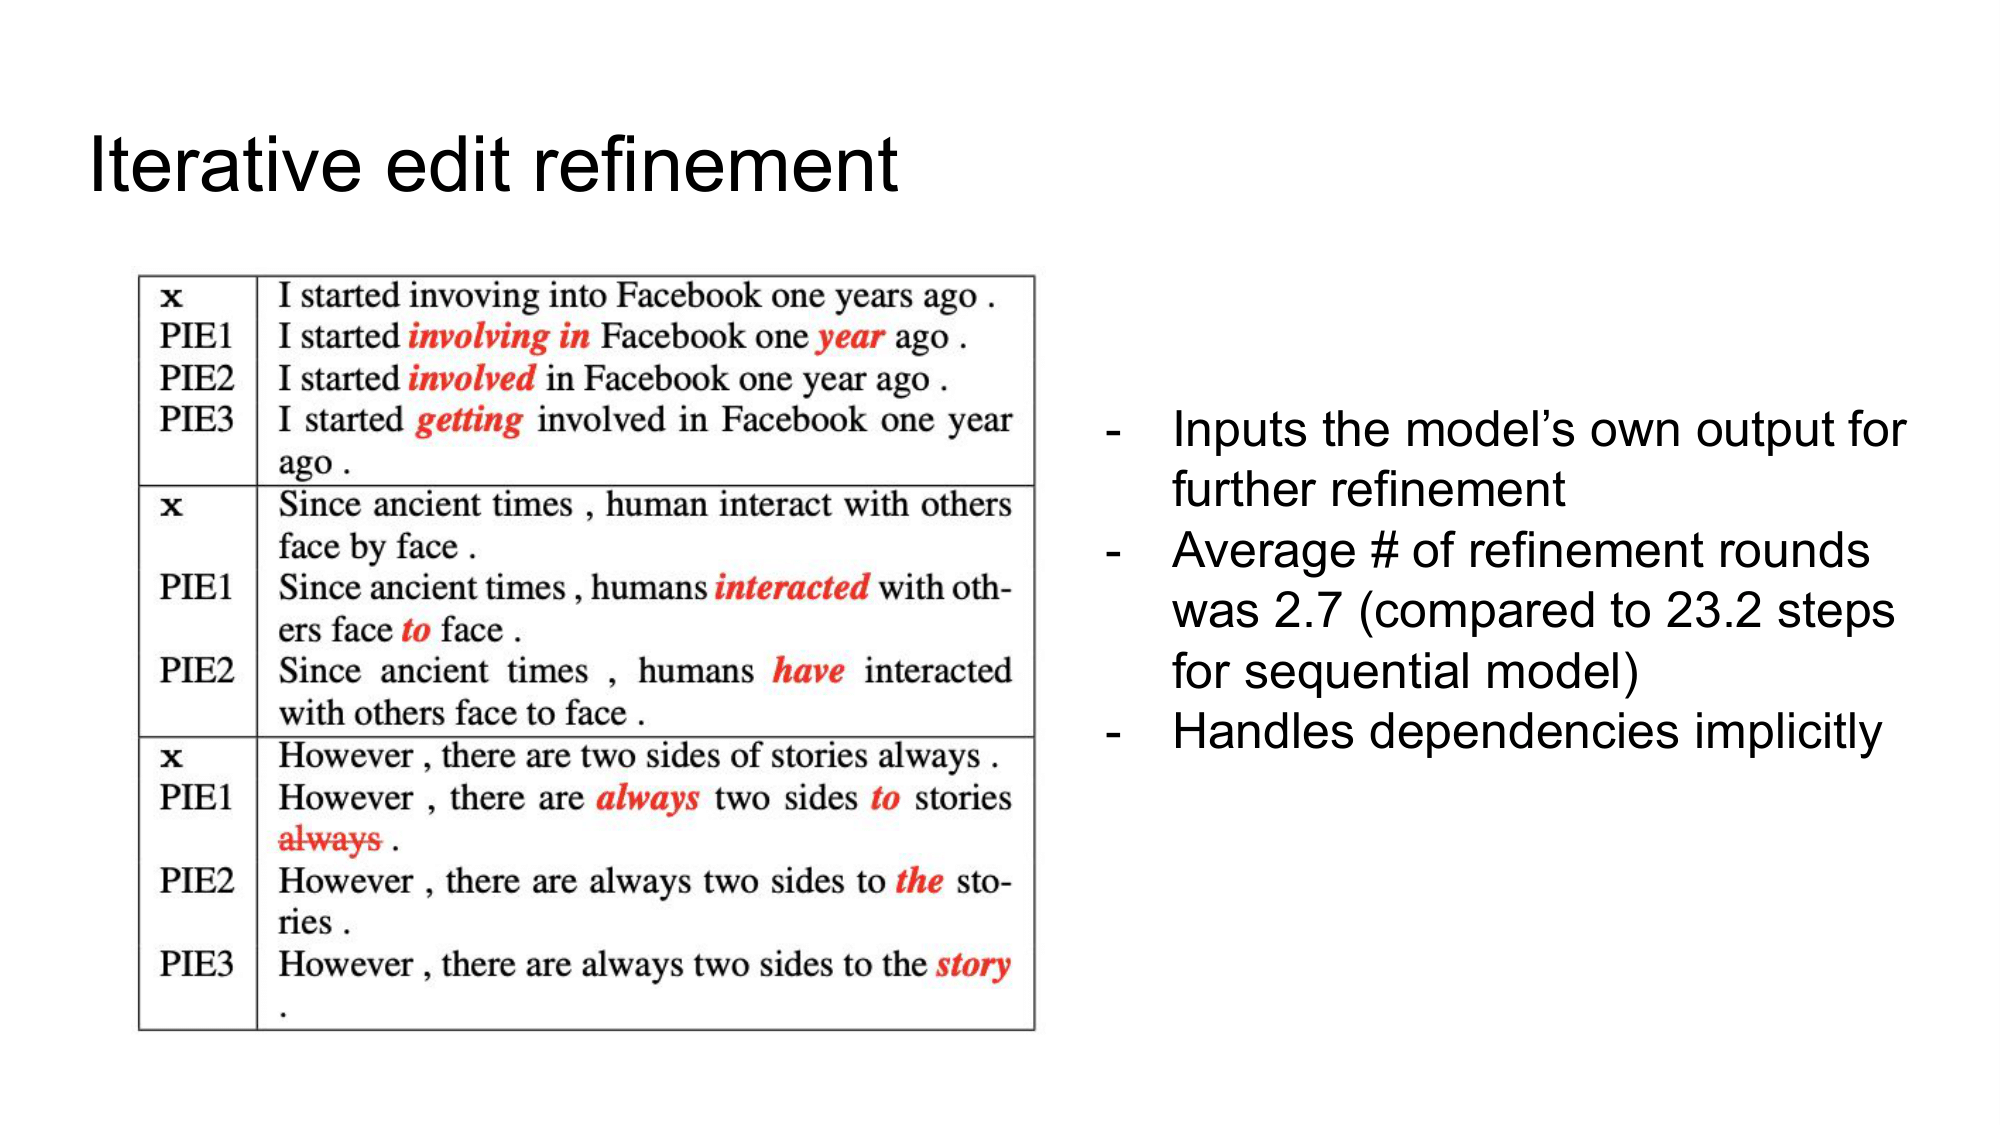 Iterative edit refinement
x I started invoving into Facebook one years ago .
PIE1 I started involving in Facebook one year ago .
PIE2 I started involved in Facebook one year ago .
PIE3 I started getting involved in Facebook one year
ago .
x Since ancient times , human interact with others
face by face .
PIE1 Since ancient times , humans interacted with oth-
ers face to face .
PIE2 Since ancient times , humans have interacted
with others face to face .
x However , there are two sides of stories always .
PIE1 However , there are always two sides to stories
always .
PIE2 However , there are always two sides to the sto-
ries .
PIE3 However , there are always two sides to the story
.
- Inputs the model’s own output for
further refinement
- Average # of refinement rounds
was 2.7 (compared to 23.2 steps
for sequential model)
- Handles dependencies implicitly